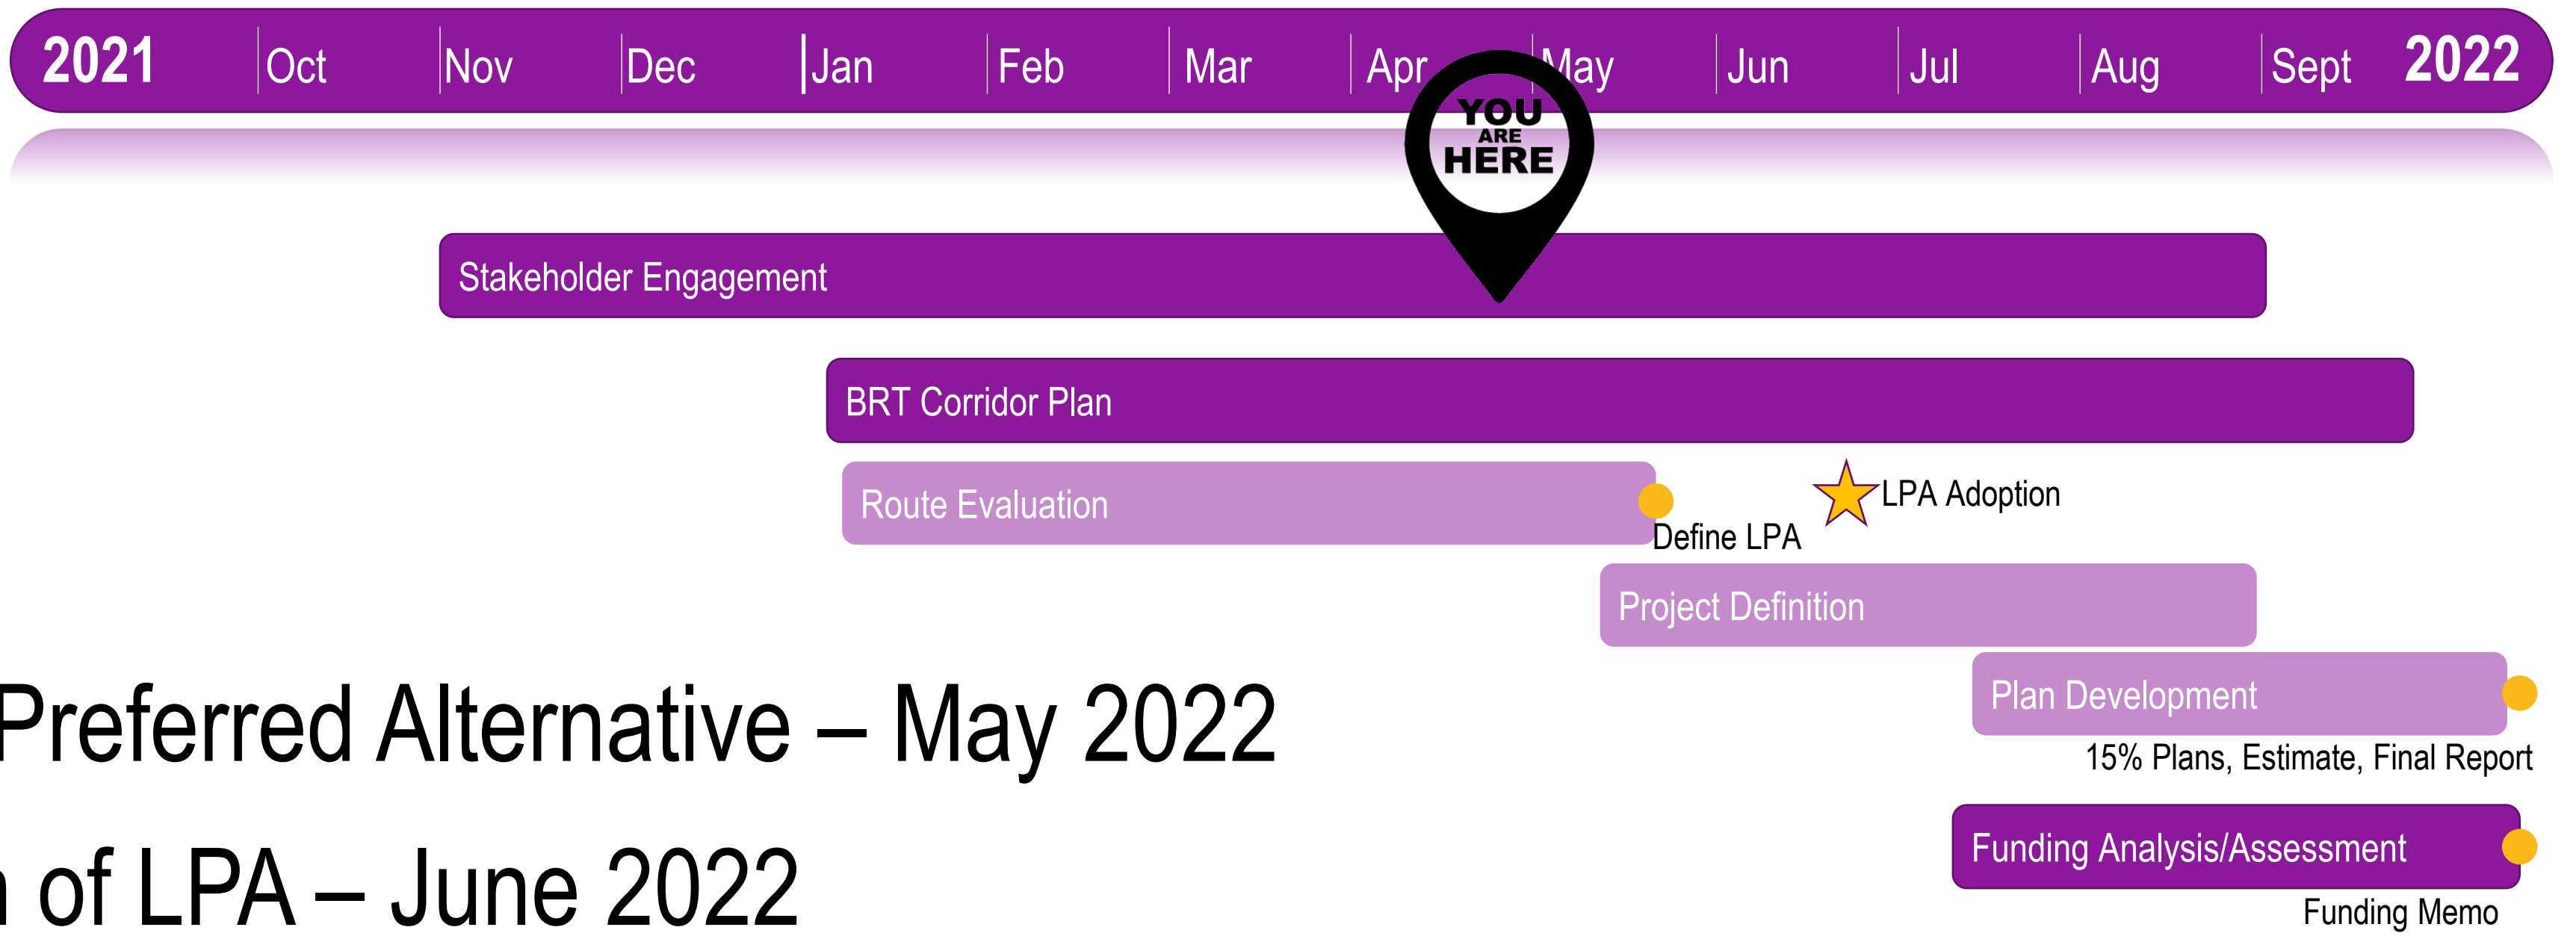 2021 Oct Nov Dec Jan Feb Mar Apr May Jun Jul Aug Sept 2022
YOU
ARE
HERE
Stakeholder Engagement
BRT Corridor Plan
Route Evaluation
LPA Adoption
Define LPA
Project Definition
Plan Development
15% Plans, Estimate, Final Report
Preferred Alternative – May 2022
Funding Analysis/Assessment
of LPA – June 2022
Funding Memo